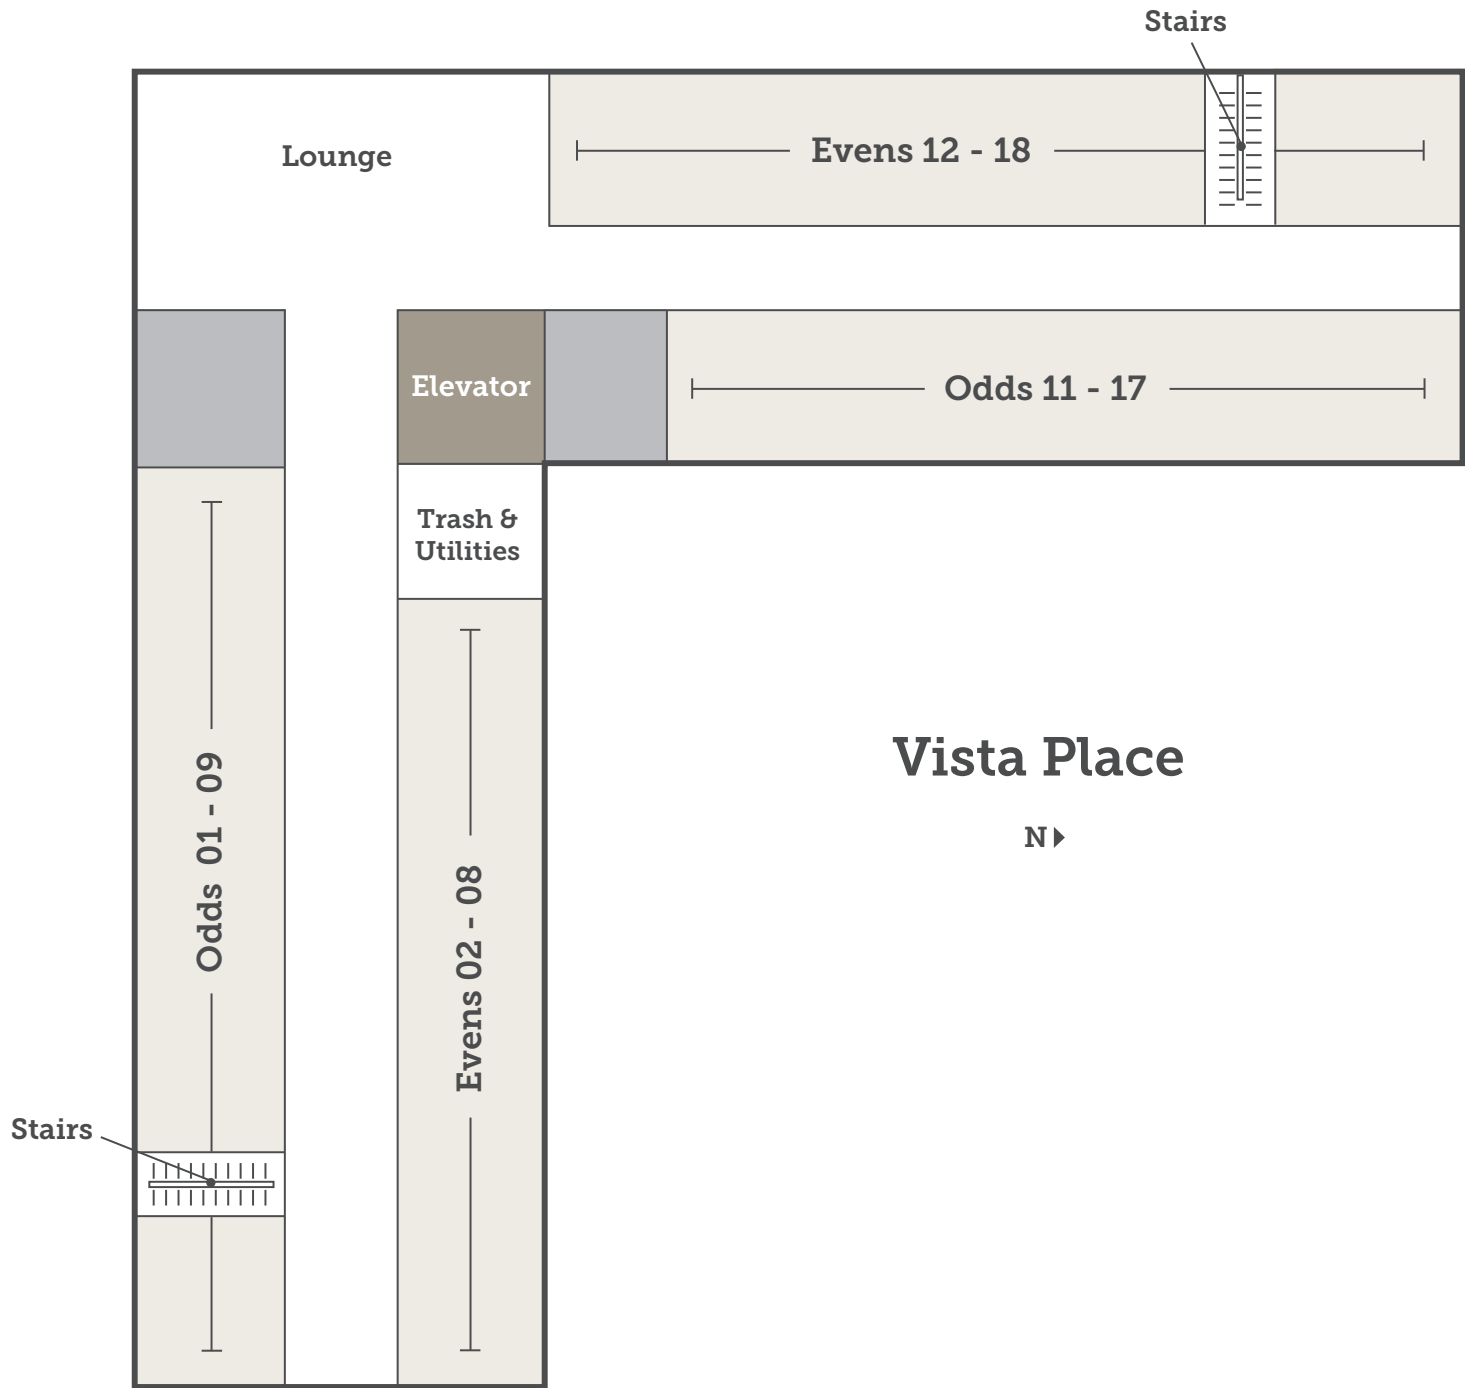 Stairs
Lounge
Evens 12 - 18
Elevator
Odds 11 - 17
Trash &
Utilities
Odds 01 - 09
Evens 02 - 08
Vista Place
N
Stairs